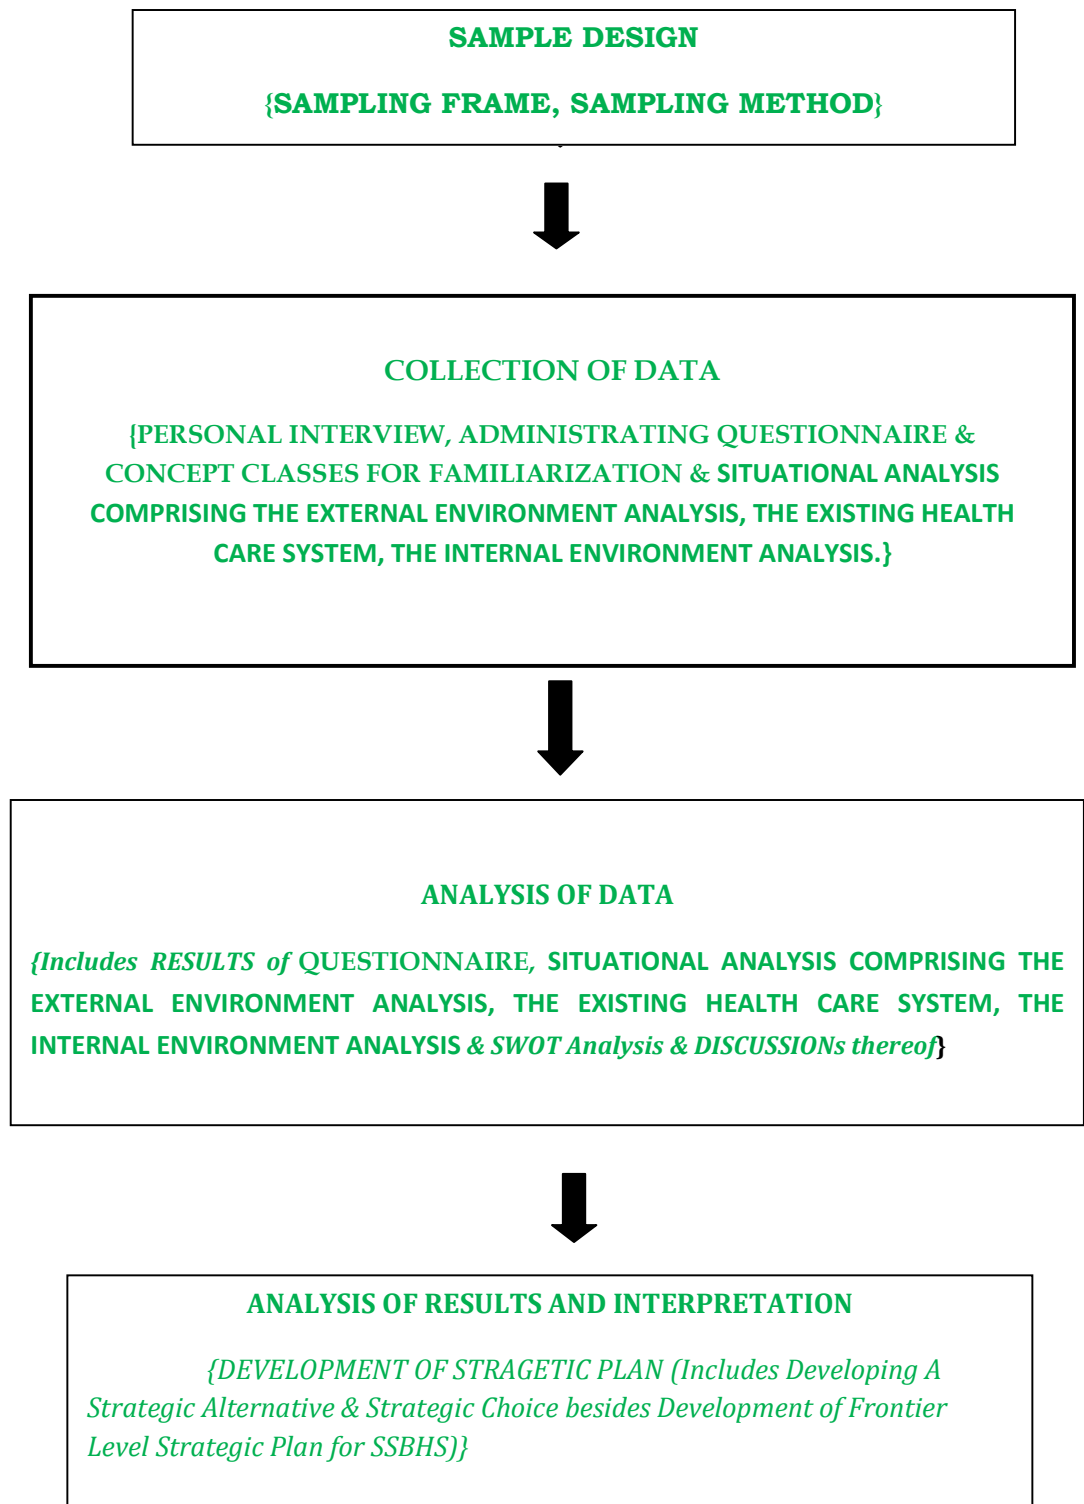 SAMPLE DESIGN
{SAMPLING FRAME, SAMPLING METHOD}
COLLECTION OF DATA
{PERSONAL INTERVIEW, ADMINISTRATING QUESTIONNAIRE &
CONCEPT CLASSES FOR FAMILIARIZATION & SITUATIONAL ANALYSIS
COMPRISING THE EXTERNAL ENVIRONMENT ANALYSIS, THE EXISTING HEALTH
CARE SYSTEM, THE INTERNAL ENVIRONMENT ANALYSIS.}
ANALYSIS OF DATA
{Includes RESULTS of QUESTIONNAIRE, SITUATIONAL ANALYSIS COMPRISING THE
EXTERNAL ENVIRONMENT ANALYSIS, THE EXISTING HEALTH CARE SYSTEM, THE
INTERNAL ENVIRONMENT ANALYSIS & SWOT Analysis & DISCUSSIONs thereof}
ANALYSIS OF RESULTS AND INTERPRETATION
{DEVELOPMENT OF STRAGETIC PLAN (Includes Developing A
Strategic Alternative & Strategic Choice besides Development of Frontier
Level Strategic Plan for SSBHS)}